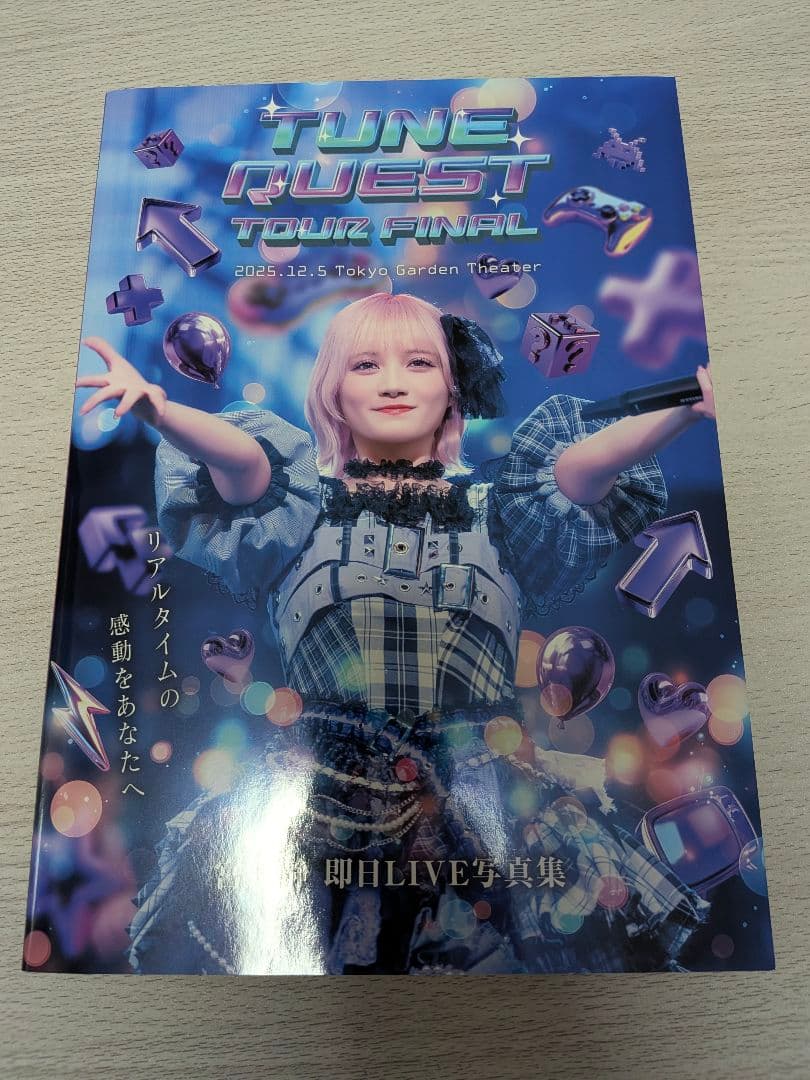 TUNE
QUEST
TOUR FINAL
2025.12.5 Tokyo Garden Theater
リアルタイムの
感動をあなたへ
即日LIVE写真集